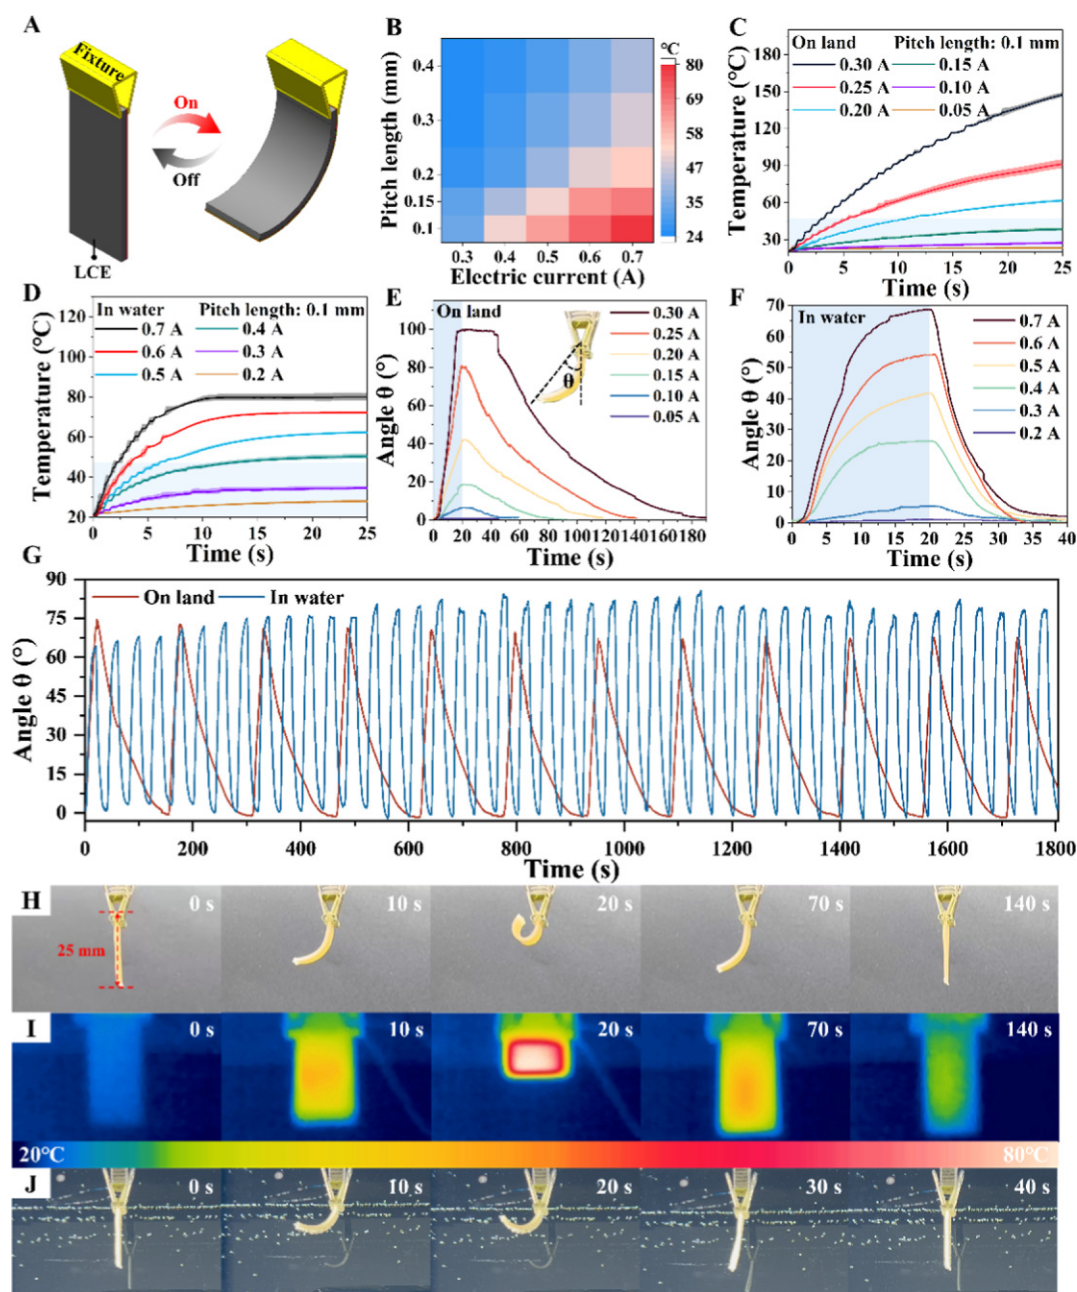 A
Fixture
On
Off
LCE
B
Pitch length (mm)
0.4
0.3
0.2
0.15
0.1
0.3 0.4 0.5 0.6 0.7
Electric current (A)
°C
80
69
58
47
35
24
C
Temperature (°C)
180
150
120
90
60
30
On land Pitch length: 0.1 mm
0.30 A 0.15 A
0.25 A 0.10 A
0.20 A 0.05 A
0 5 10 15 20 25
Time (s)
D
Temperature (°C)
120
100
80
60
40
20
In water Pitch length: 0.1 mm
0.7 A 0.4 A
0.6 A 0.3 A
0.5 A 0.2 A
0 5 10 15 20 25
Time (s)
E
Angle θ (°)
100
80
60
40
20
0
On land
θ
0.30 A
0.25 A
0.20 A
0.15 A
0.10 A
0.05 A
0 20 40 60 80 100 120 140 160 180
Time (s)
F
Angle θ (°)
70
60
50
40
30
20
10
0
In water
0.7 A
0.6 A
0.5 A
0.4 A
0.3 A
0.2 A
0 5 10 15 20 25 30 35 40
Time (s)
G
Angle θ (°)
90
75
60
45
30
15
0
On land In water
0 200 400 600 800 1000 1200 1400 1600 1800
Time (s)
H 0 s 10 s 20 s 70 s 140 s
25 mm
I 0 s 10 s 20 s 70 s 140 s
20°C 80°C
J 0 s 10 s 20 s 30 s 40 s